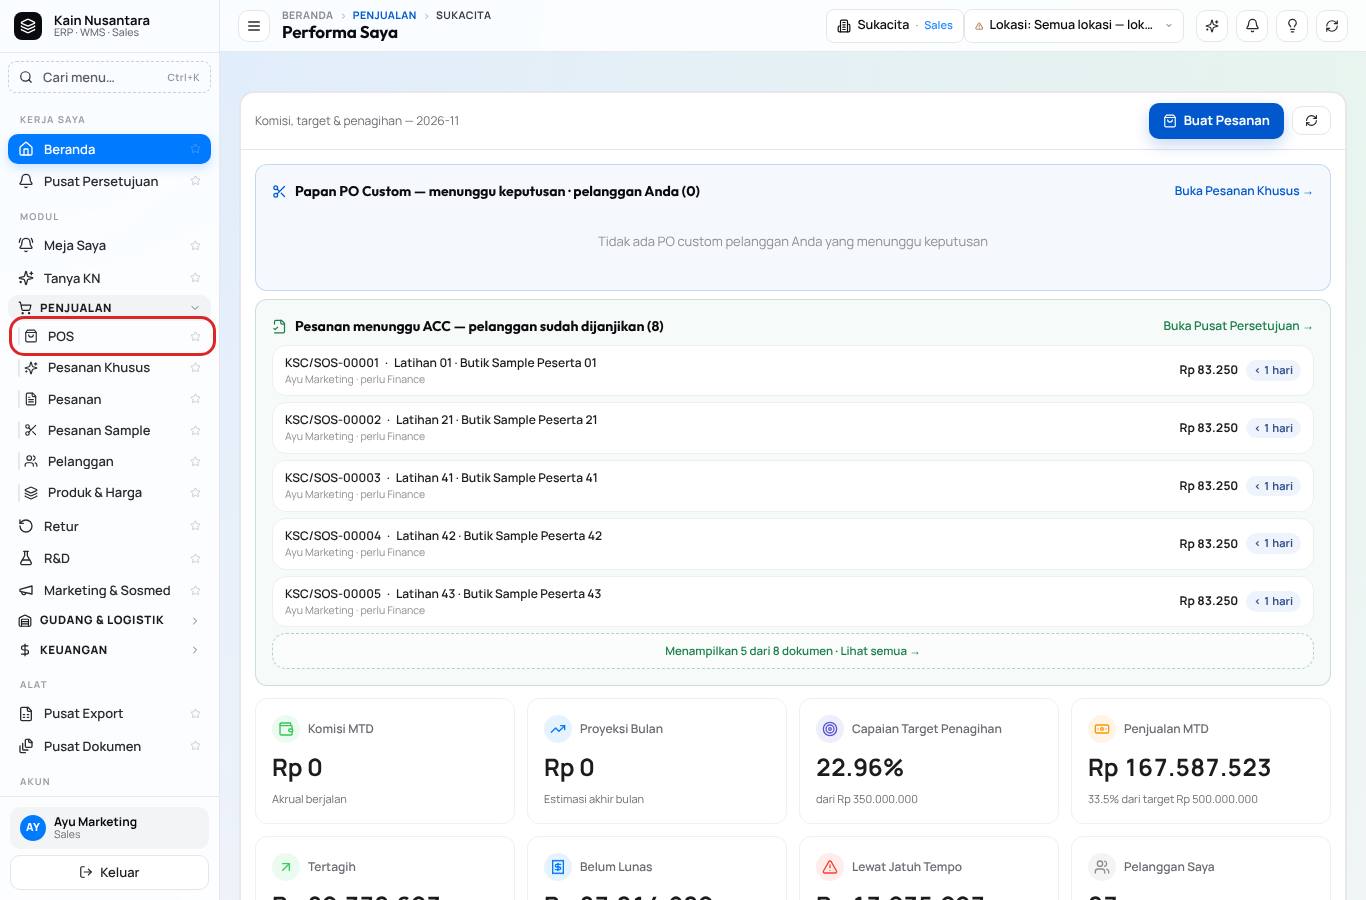 Kain Nusantara
ERP · WMS · Sales
Cari menu...
Ctrl+K
KERJA SAYA
Beranda
Pusat Persetujuan
MODUL
Meja Saya
Tanya KN
PENJUALAN
POS
Pesanan Khusus
Pesanan
Pesanan Sample
Pelanggan
Produk & Harga
Retur
R&D
Marketing & Sosmed
GUDANG & LOGISTIK
KEUANGAN
ALAT
Pusat Export
Pusat Dokumen
AKUN
AY
Ayu Marketing
Sales
Keluar
BERANDA › PENJUALAN › SUKACITA
Performa Saya
Sukacita · Sales
Lokasi: Semua lokasi — lok...
Komisi, target & penagihan — 2026-11
Buat Pesanan
Papan PO Custom — menunggu keputusan · pelanggan Anda (0)
Buka Pesanan Khusus →
Tidak ada PO custom pelanggan Anda yang menunggu keputusan
Pesanan menunggu ACC — pelanggan sudah dijanjikan (8)
Buka Pusat Persetujuan →
KSC/SOS-00001 · Latihan 01 · Butik Sample Peserta 01
Ayu Marketing · perlu Finance
Rp 83.250
< 1 hari
KSC/SOS-00002 · Latihan 21 · Butik Sample Peserta 21
Ayu Marketing · perlu Finance
Rp 83.250
< 1 hari
KSC/SOS-00003 · Latihan 41 · Butik Sample Peserta 41
Ayu Marketing · perlu Finance
Rp 83.250
< 1 hari
KSC/SOS-00004 · Latihan 42 · Butik Sample Peserta 42
Ayu Marketing · perlu Finance
Rp 83.250
< 1 hari
KSC/SOS-00005 · Latihan 43 · Butik Sample Peserta 43
Ayu Marketing · perlu Finance
Rp 83.250
< 1 hari
Menampilkan 5 dari 8 dokumen · Lihat semua →
Komisi MTD
Rp 0
Akrual berjalan
Proyeksi Bulan
Rp 0
Estimasi akhir bulan
Capaian Target Penagihan
22.96%
dari Rp 350.000.000
Penjualan MTD
Rp 167.587.523
33.5% dari target Rp 500.000.000
Tertagih
Belum Lunas
Lewat Jatuh Tempo
Pelanggan Saya